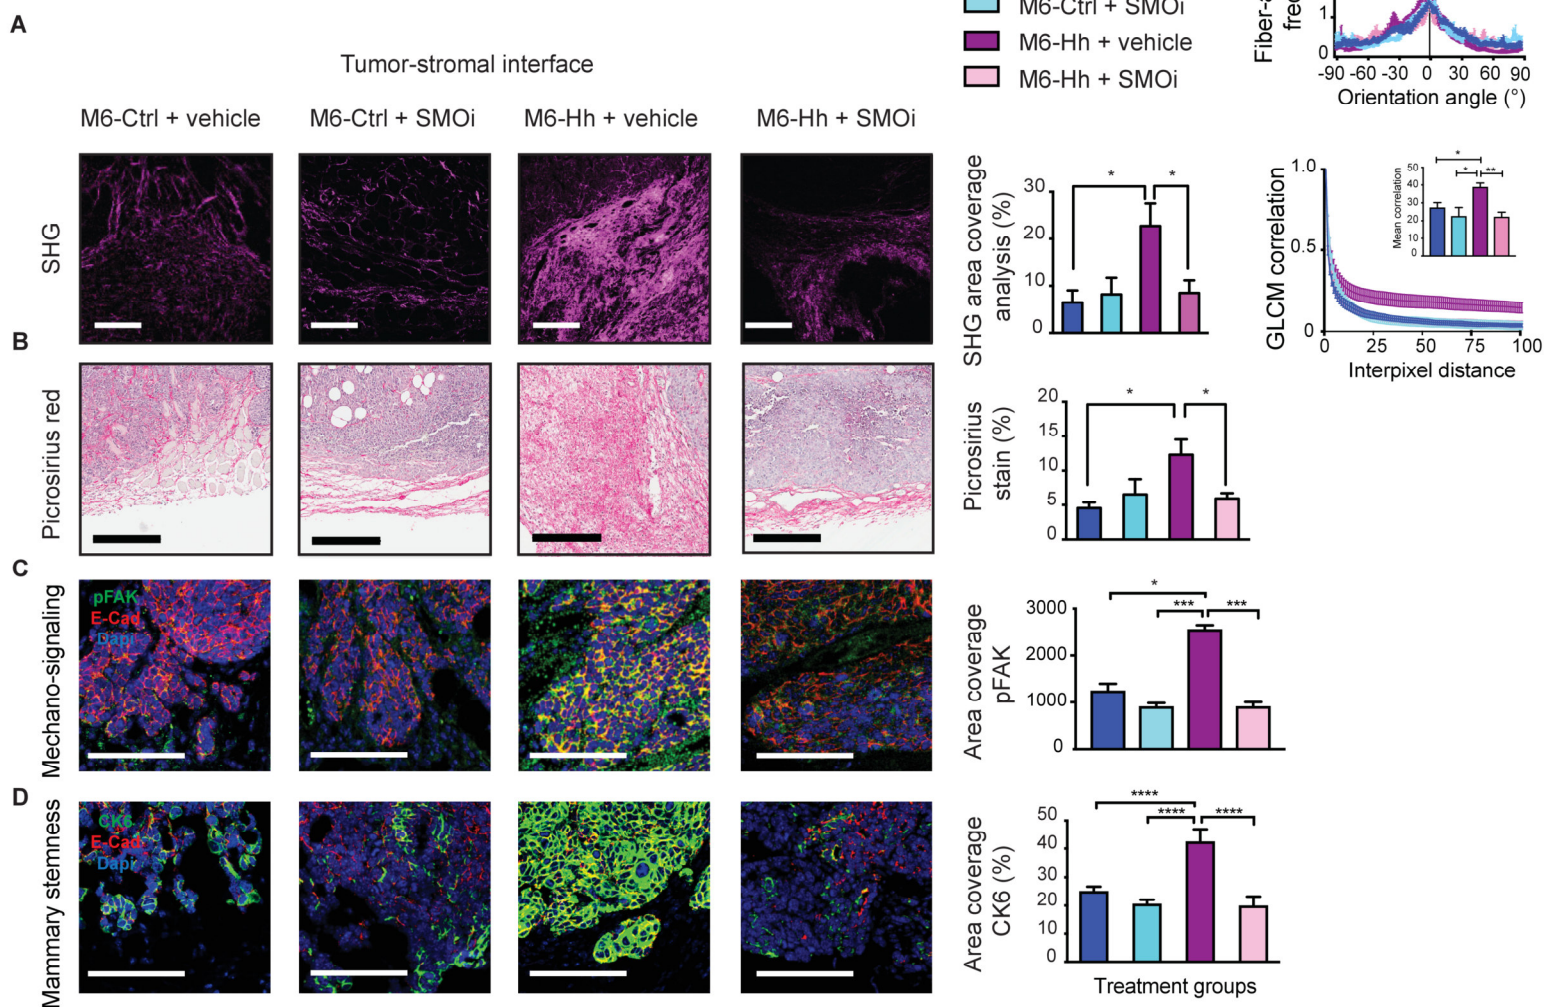 A
Tumor-stromal interface
M6-Ctrl + vehicle
M6-Ctrl + SMOi
M6-Hh + vehicle
M6-Hh + SMOi
SHG
B
Picrosirius red
C
Mechano-signaling
pFAK
E-Cad
Dapi
D
Mammary stemness
CK6
E-Cad
Dapi
M6-Ctrl + SMOi
M6-Hh + vehicle
M6-Hh + SMOi
1
0
-90 -60 -30 0 30 60 90
Orientation angle (°)
SHG area coverage
analysis (%)
30
20
10
0
* *
GLCM correlation
1.0
0.5
0
0 25 50 75 100
Interpixel distance
Mean correlation
50
40
30
20
10
0
*
* **
Picrosirius
stain (%)
20
15
10
5
0
* *
Area coverage
pFAK
3000
2000
1000
0
*
*** ***
Area coverage
CK6 (%)
50
40
30
20
10
0
****
**** ****
Treatment groups